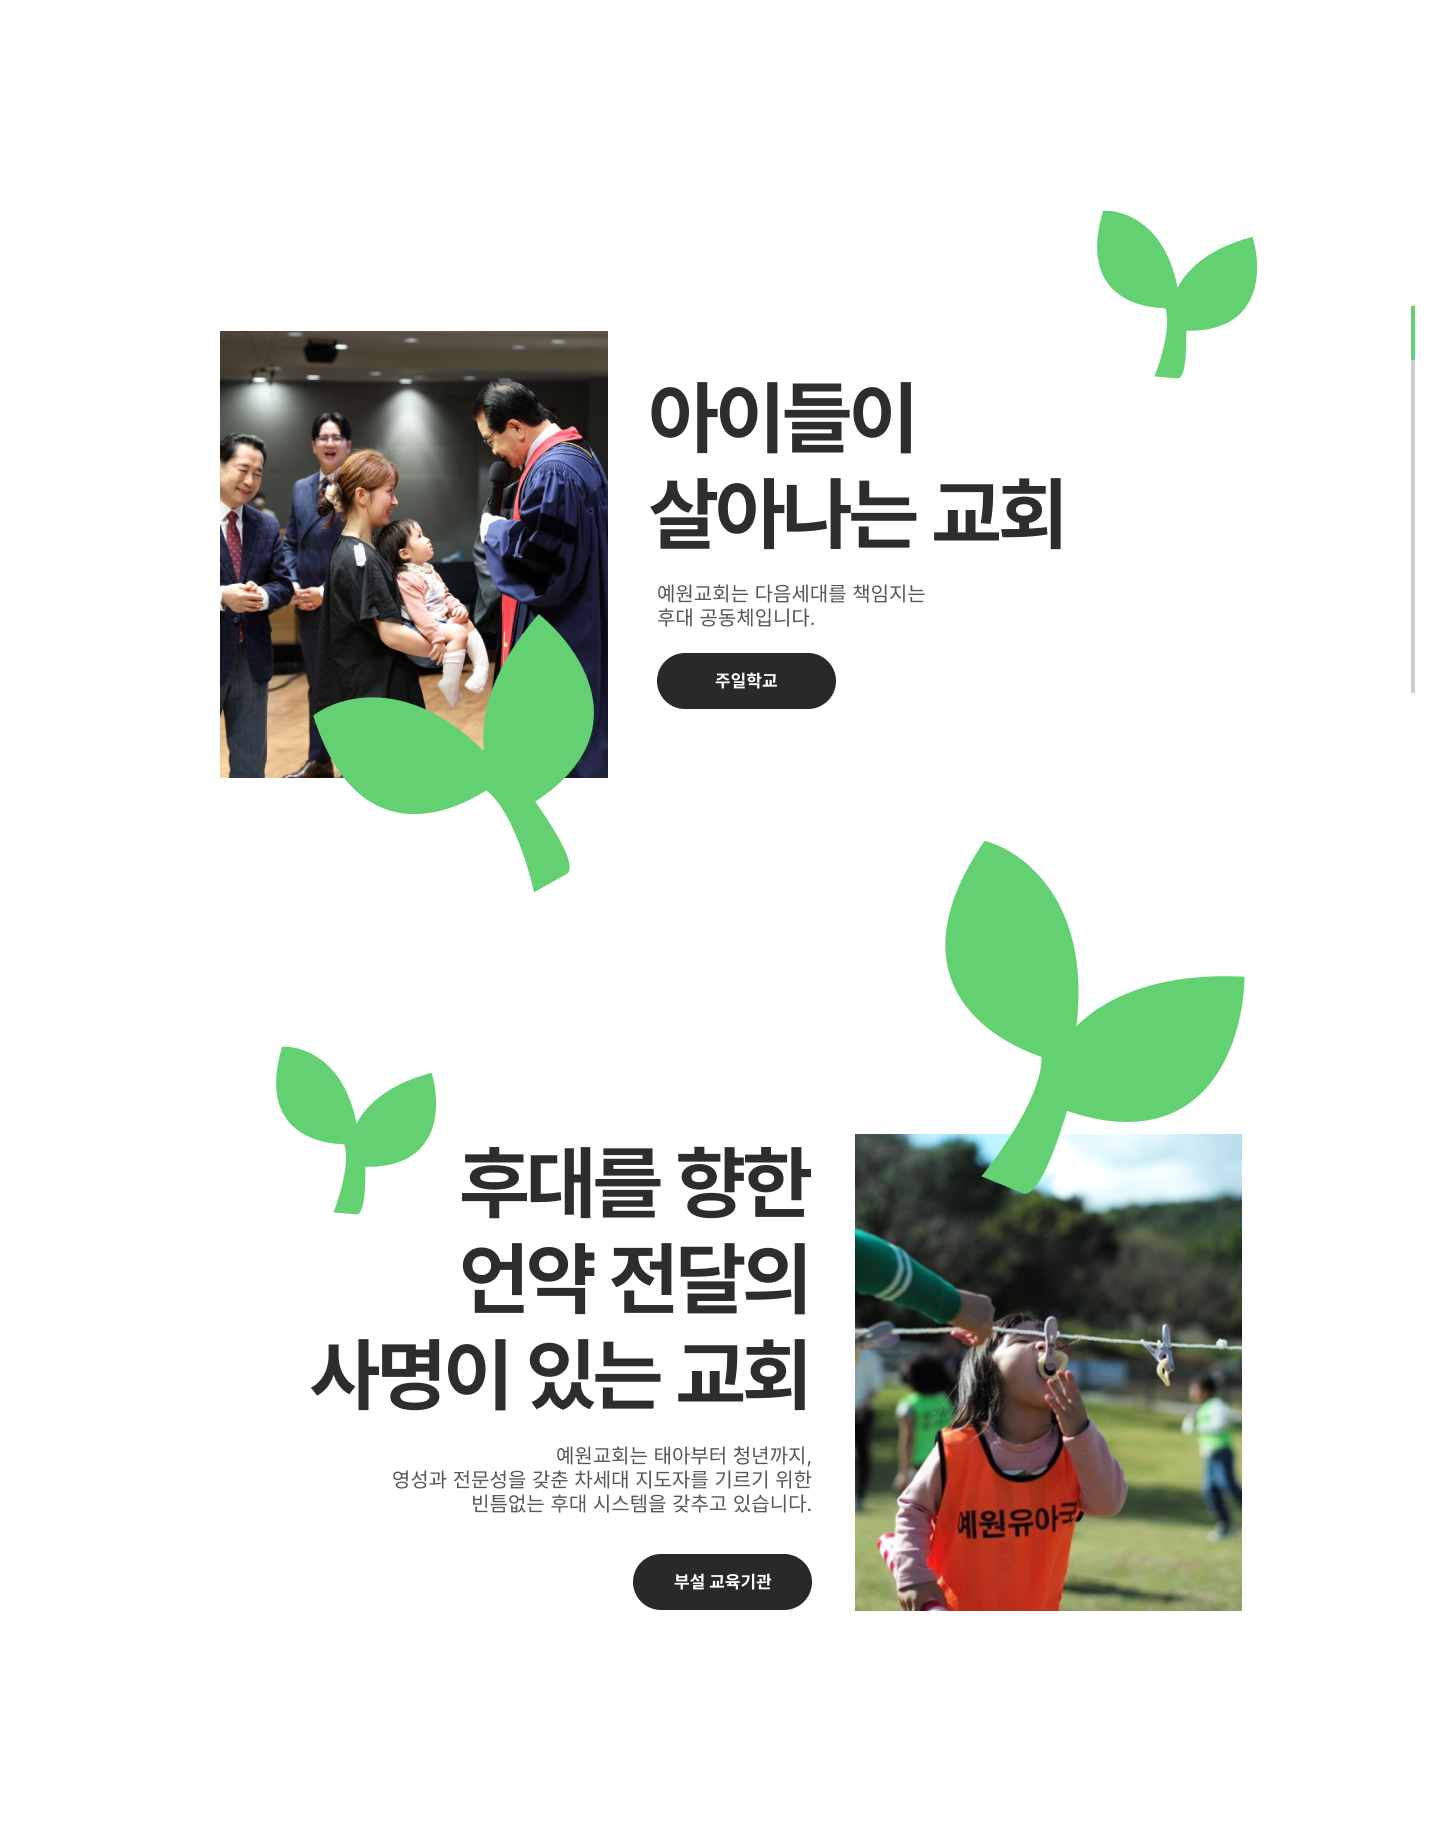 아이들이
살아나는 교회
예원교회는 다음세대를 책임지는
후대 공동체입니다.
주일학교
후대를 향한
언약 전달의
사명이 있는 교회
예원교회는 태아부터 청년까지,
영성과 전문성을 갖춘 차세대 지도자를 기르기 위한
빈틈없는 후대 시스템을 갖추고 있습니다.
부설 교육기관
예원유아국